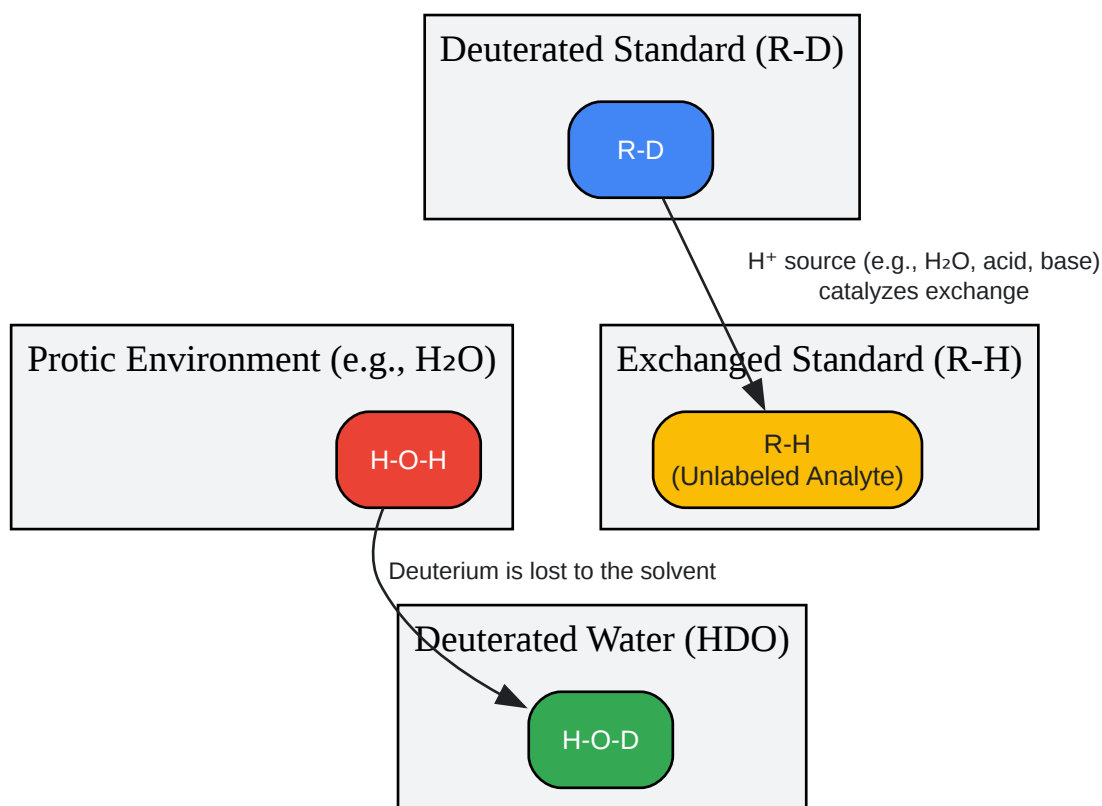 Deuterated Standard (R-D)
R-D
H⁺ source (e.g., H₂O, acid, base)
catalyzes exchange
Protic Environment (e.g., H₂O)
H-O-H
Exchanged Standard (R-H)
R-H
(Unlabeled Analyte)
Deuterium is lost to the solvent
Deuterated Water (HDO)
H-O-D